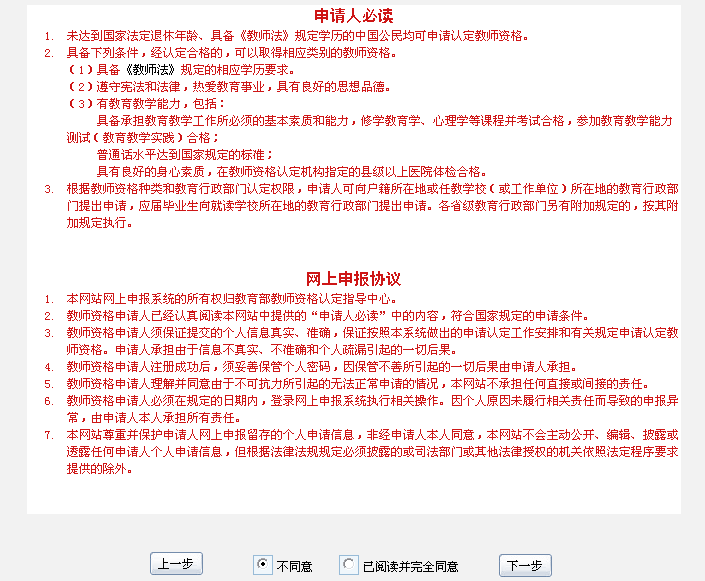 申请人必读
1. 未达到国家法定退休年龄、具备《教师法》规定学历的中国公民均可申请认定教师资格。
2. 具备下列条件，经认定合格的，可以取得相应类别的教师资格。
（1）具备《教师法》规定的相应学历要求。
（2）遵守宪法和法律，热爱教育事业，具有良好的思想品德。
（3）有教育教学能力，包括：
具备承担教育教学工作所必须的基本素质和能力，修学教育学、心理学等课程并考试合格，参加教育教学能力
测试（教育教学实践）合格；
普通话水平达到国家规定的标准；
具有良好的身心素质，在教师资格认定机构指定的县级以上医院体检合格。
3. 根据教师资格种类和教育行政部门认定权限，申请人可向户籍所在地或任教学校（或工作单位）所在地的教育行政部
门提出申请，应届毕业生向就读学校所在地的教育行政部门提出申请。各省级教育行政部门另有附加规定的，按其附
加规定执行。
网上申报协议
1. 本网站网上申报系统的所有权归教育部教师资格认定指导中心。
2. 教师资格申请人已经认真阅读本网站中提供的“申请人必读”中的内容，符合国家规定的申请条件。
3. 教师资格申请人须保证提交的个人信息真实、准确，保证按照本系统做出的申请认定工作安排和有关规定申请认定教
师资格。申请人承担由于信息不真实、不准确和个人疏漏引起的一切后果。
4. 教师资格申请人注册成功后，须妥善保管个人密码，因保管不善所引起的一切后果由申请人承担。
5. 教师资格申请人理解并同意由于不可抗力所引起的无法正常申请的情况，本网站不承担任何直接或间接的责任。
6. 教师资格申请人必须在规定的日期内，登录网上申报系统执行相关操作。因个人原因未履行相关责任而导致的申报异
常，由申请人本人承担所有责任。
7. 本网站尊重并保护申请人网上申报留存的个人申请信息，非经申请人本人同意，本网站不会主动公开、编辑、披露或
透露任何申请人个人申请信息，但根据法律法规规定必须披露的或司法部门或其他法律授权的机关依照法定程序要求
提供的除外。
上一步 不同意 已阅读并完全同意 下一步